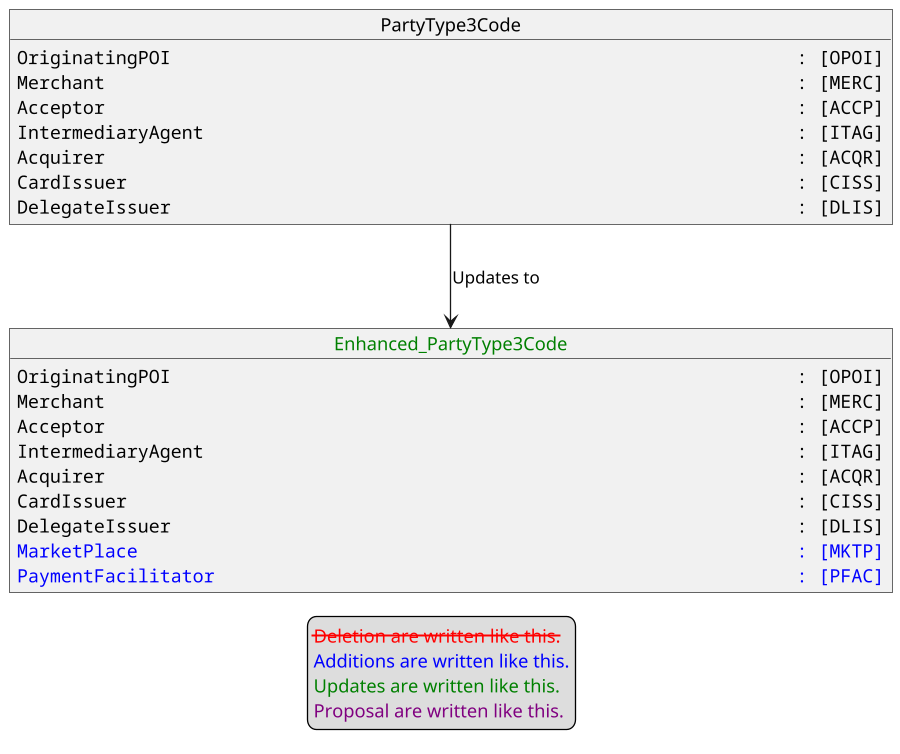 PartyType3Code
OriginatingPOI : [OPOI]
Merchant : [MERC]
Acceptor : [ACCP]
IntermediaryAgent : [ITAG]
Acquirer : [ACQR]
CardIssuer : [CISS]
DelegateIssuer : [DLIS]
Updates to
Enhanced_PartyType3Code
OriginatingPOI : [OPOI]
Merchant : [MERC]
Acceptor : [ACCP]
IntermediaryAgent : [ITAG]
Acquirer : [ACQR]
CardIssuer : [CISS]
DelegateIssuer : [DLIS]
MarketPlace : [MKTP]
PaymentFacilitator : [PFAC]
Deletion are written like this.
Additions are written like this.
Updates are written like this.
Proposal are written like this.